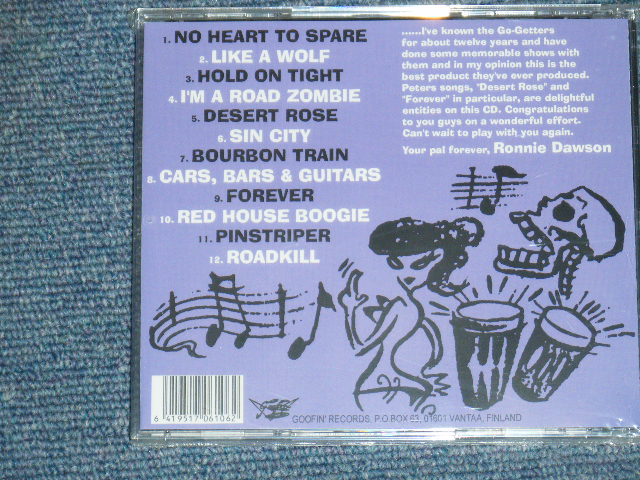 1. NO HEART TO SPARE
2. LIKE A WOLF
3. HOLD ON TIGHT
4. I'M A ROAD ZOMBIE
5. DESERT ROSE
6. SIN CITY
7. BOURBON TRAIN
8. CARS, BARS & GUITARS
9. FOREVER
10. RED HOUSE BOOGIE
11. PINSTRIPER
12. ROADKILL
......I've known the Go-Getters
for about twelve years and have
done some memorable shows with
them and in my opinion this is the
best product they've ever produced.
Peters songs, "Desert Rose" and
"Forever" in particular, are delightful
entities on this CD. Congratulations
to you guys on a wonderful effort.
Can't wait to play with you again.
Your pal forever, Ronnie Dawson
6 419517 061062
GOOFIN' RECORDS, P.O.BOX 63, 01601 VANTAA, FINLAND